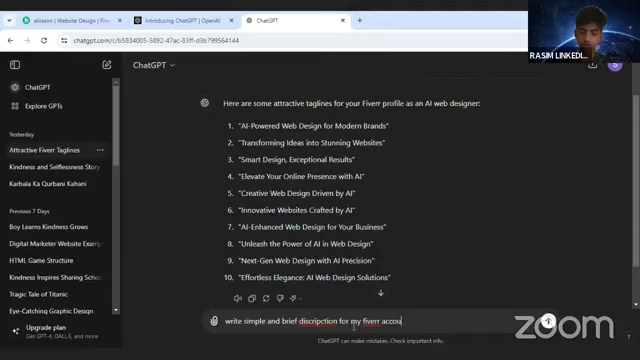 akrasim | Website Design | Fiver
Introducing ChatGPT | OpenAI
ChatGPT
chatgpt.com/c/b5834005-5892-47ac-83ff-d3b799564144
RASIM LINKEDI...
ChatGPT
ChatGPT
S
Explore GPTs
Yesterday
Attractive Fiverr Taglines
Kindness and Selflessness Story
Karbala Ka Qurbani Kahani
Previous 7 Days
Boy Learns Kindness Grows
Digital Marketer Website Examp
HTML Game Structure
Kindness Inspires Sharing Chees
Tragic Tale of Titanic
Eye-Catching Graphic Design
Upgrade plan
Get GPT-4, DALL·E, and more
Here are some attractive taglines for your Fiverr profile as an AI web designer:
1. "AI-Powered Web Design for Modern Brands"
2. "Transforming Ideas into Stunning Websites"
3. "Smart Design, Exceptional Results"
4. "Elevate Your Online Presence with AI"
5. "Creative Web Design Driven by AI"
6. "Innovative Websites Crafted by AI"
7. "AI-Enhanced Web Design for Your Business"
8. "Unleash the Power of AI in Web Design"
9. "Next-Gen Web Design with AI Precision"
10. "Effortless Elegance: AI Web Design Solutions"
write simple and brief discripction for my fiverr accou
ChatGPT can make mistakes. Check important info.
zoom